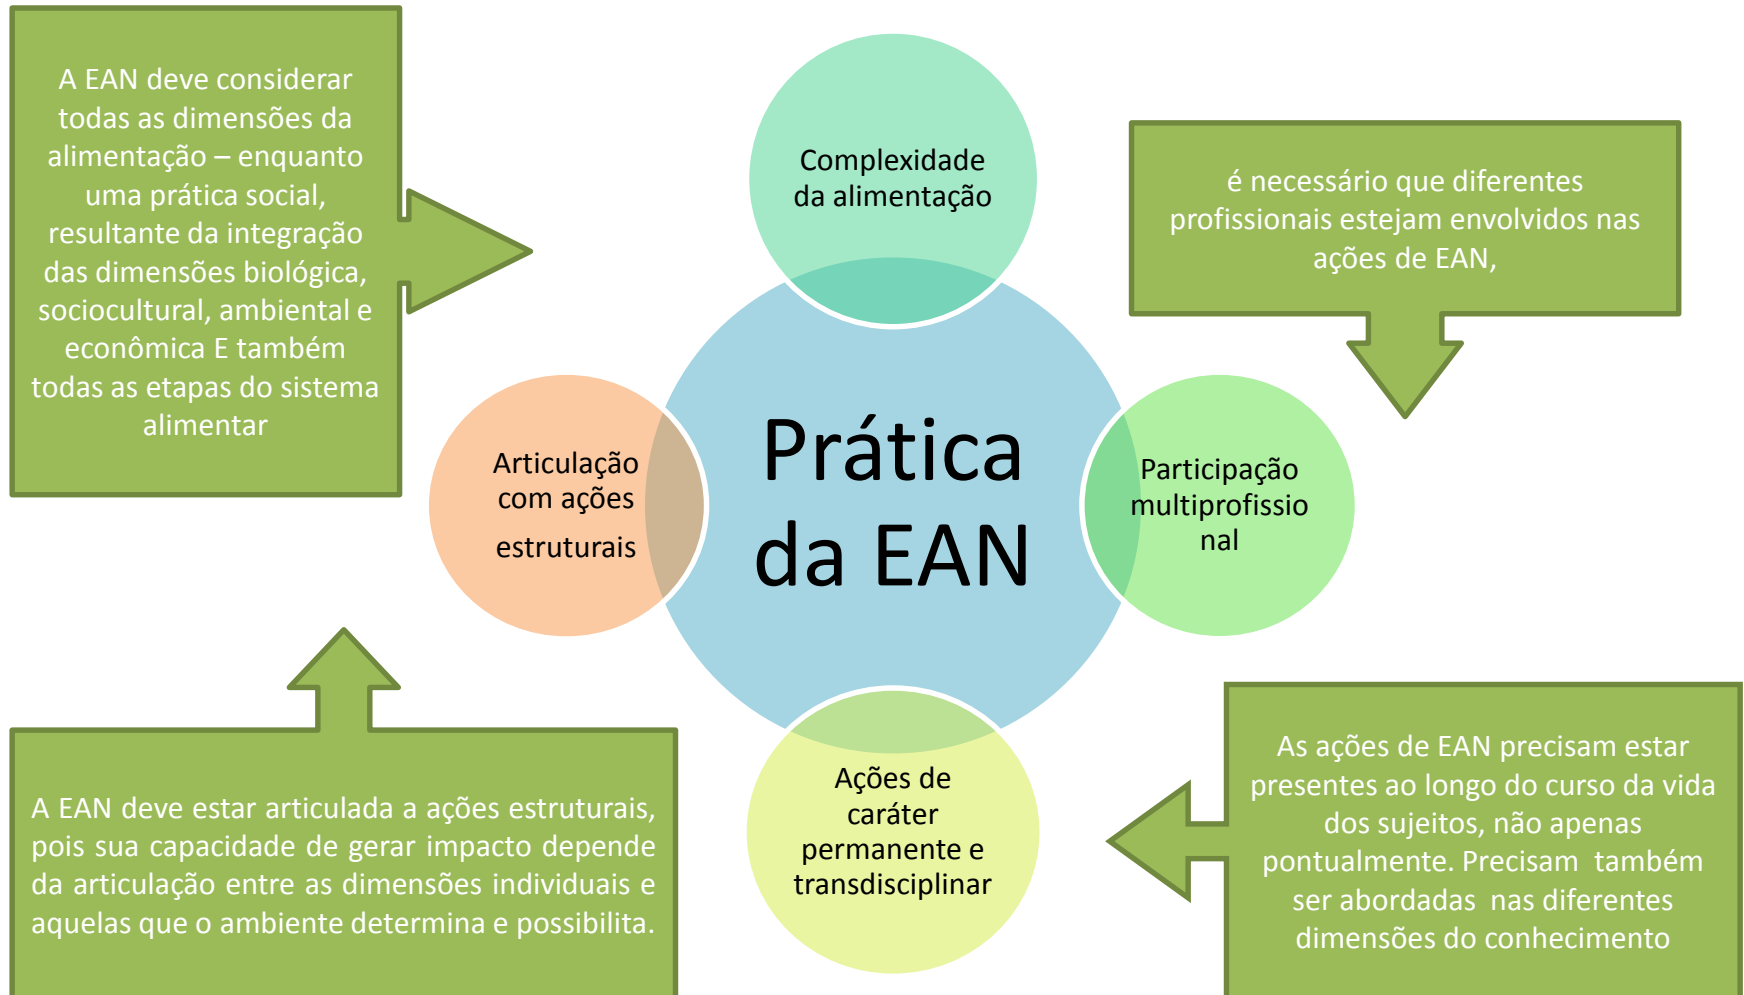 A EAN deve considerar
todas as dimensões da
alimentação – enquanto
uma prática social,
resultante da integração
das dimensões biológica,
sociocultural, ambiental e
econômica E também
todas as etapas do sistema
alimentar
Complexidade
da alimentação
é necessário que diferentes
profissionais estejam envolvidos nas
ações de EAN,
Articulação
com ações
estruturais
Prática
da EAN
Participação
multiprofissio
nal
A EAN deve estar articulada a ações estruturais,
pois sua capacidade de gerar impacto depende
da articulação entre as dimensões individuais e
aquelas que o ambiente determina e possibilita.
Ações de
caráter
permanente e
transdisciplinar
As ações de EAN precisam estar
presentes ao longo do curso da vida
dos sujeitos, não apenas
pontualmente. Precisam  também
ser abordadas  nas diferentes
dimensões do conhecimento